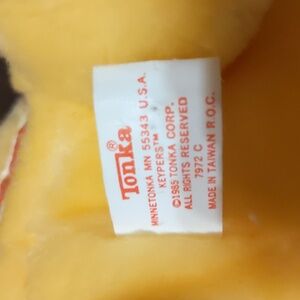 Tonka®
MINNETONKA MN 55343 U.S.A.
KEYPERS™
©1985 TONKA CORP.
ALL RIGHTS RESERVED
7972 C
MADE IN TAIWAN R.O.C.